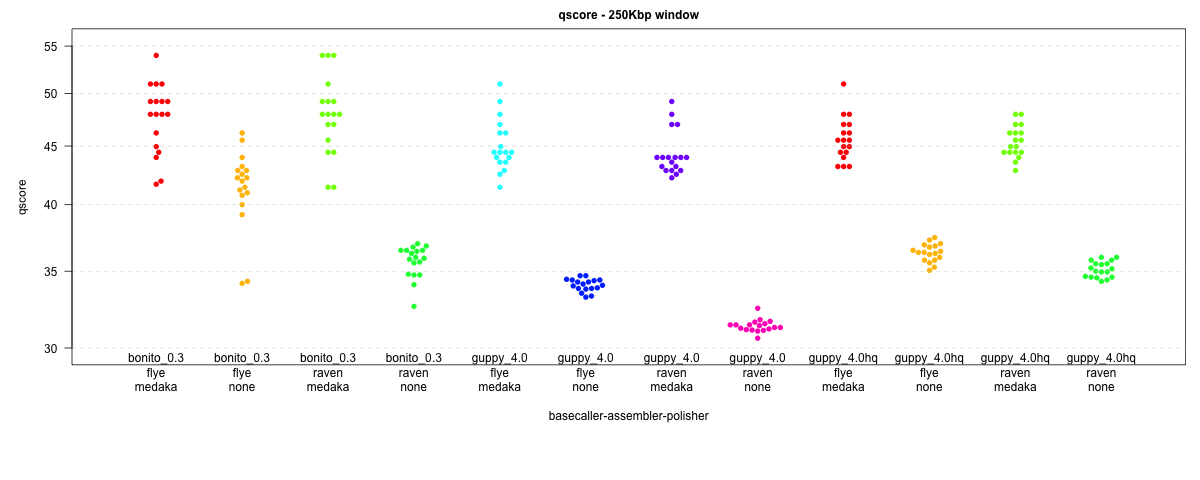 qscore - 250Kbp window
55
50
45
40
35
30
qscore
bonito_0.3 bonito_0.3 bonito_0.3 bonito_0.3 guppy_4.0 guppy_4.0 guppy_4.0 guppy_4.0 guppy_4.0hq guppy_4.0hq guppy_4.0hq guppy_4.0hq
flye flye raven raven flye flye raven raven flye flye raven raven
medaka none medaka none medaka none medaka none medaka none medaka none
basecaller-assembler-polisher